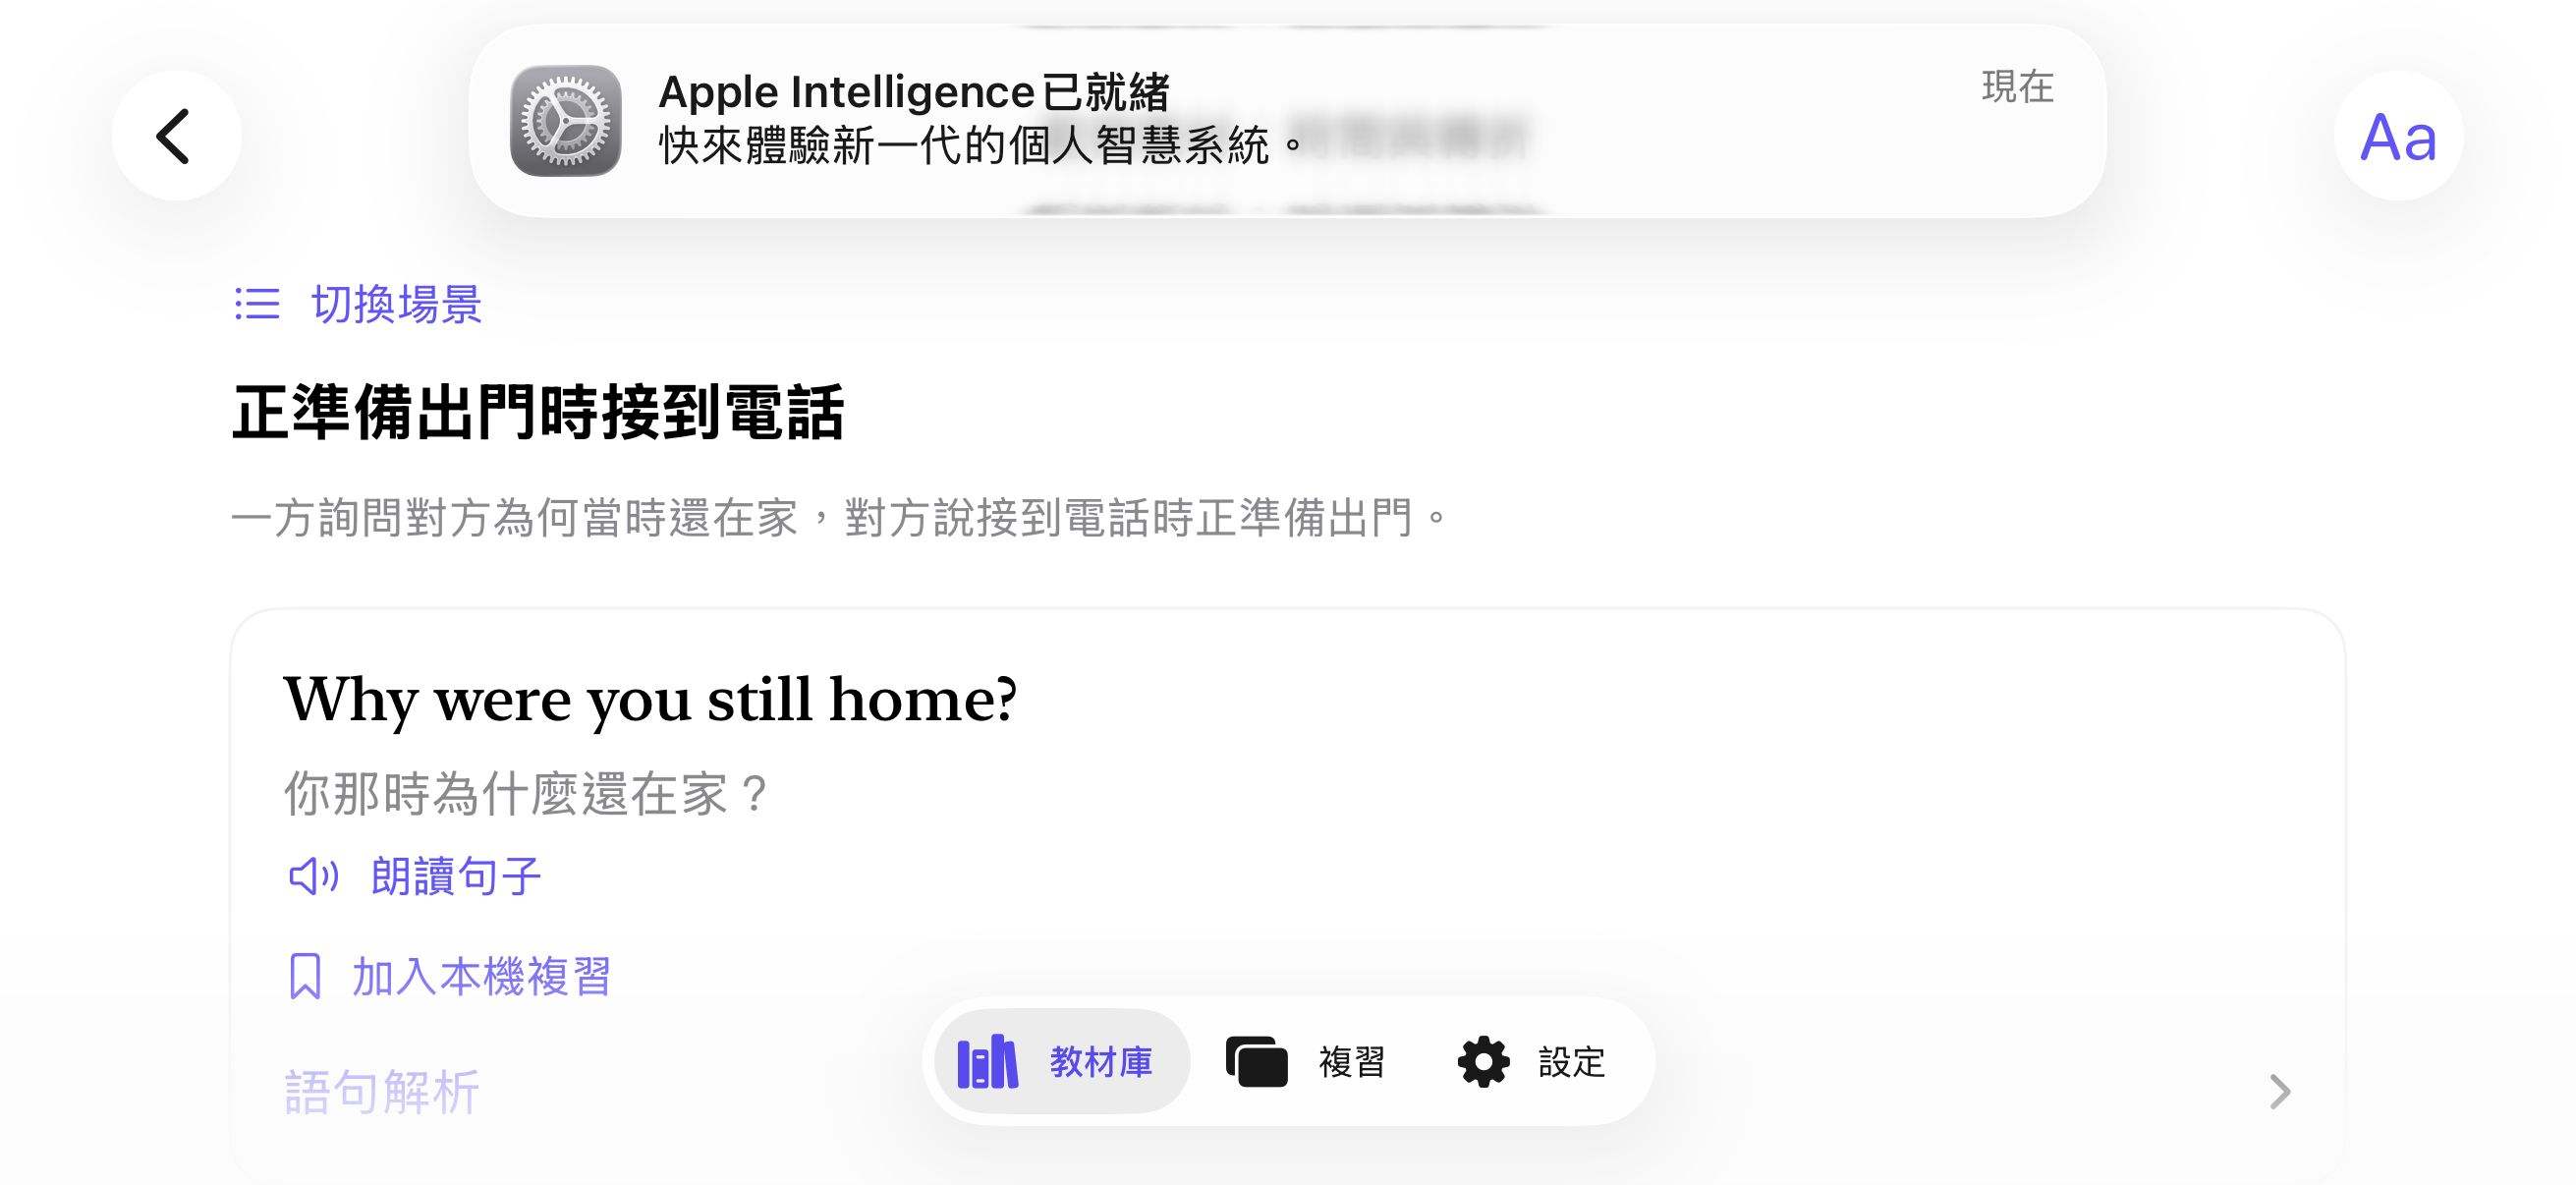 Apple Intelligence已就緒
現在
快來體驗新一代的個人智慧系統。
Aa
切換場景
正準備出門時接到電話
一方詢問對方為何當時還在家，對方說接到電話時正準備出門。
Why were you still home?
你那時為什麼還在家？
朗讀句子
加入本機複習
語句解析
教材庫
複習
設定